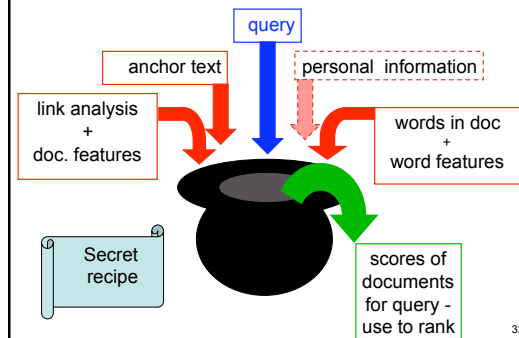 query
anchor text
personal information
link analysis
+
doc. features
words in doc
+
word features
Secret
recipe
scores of
documents
for query -
use to rank